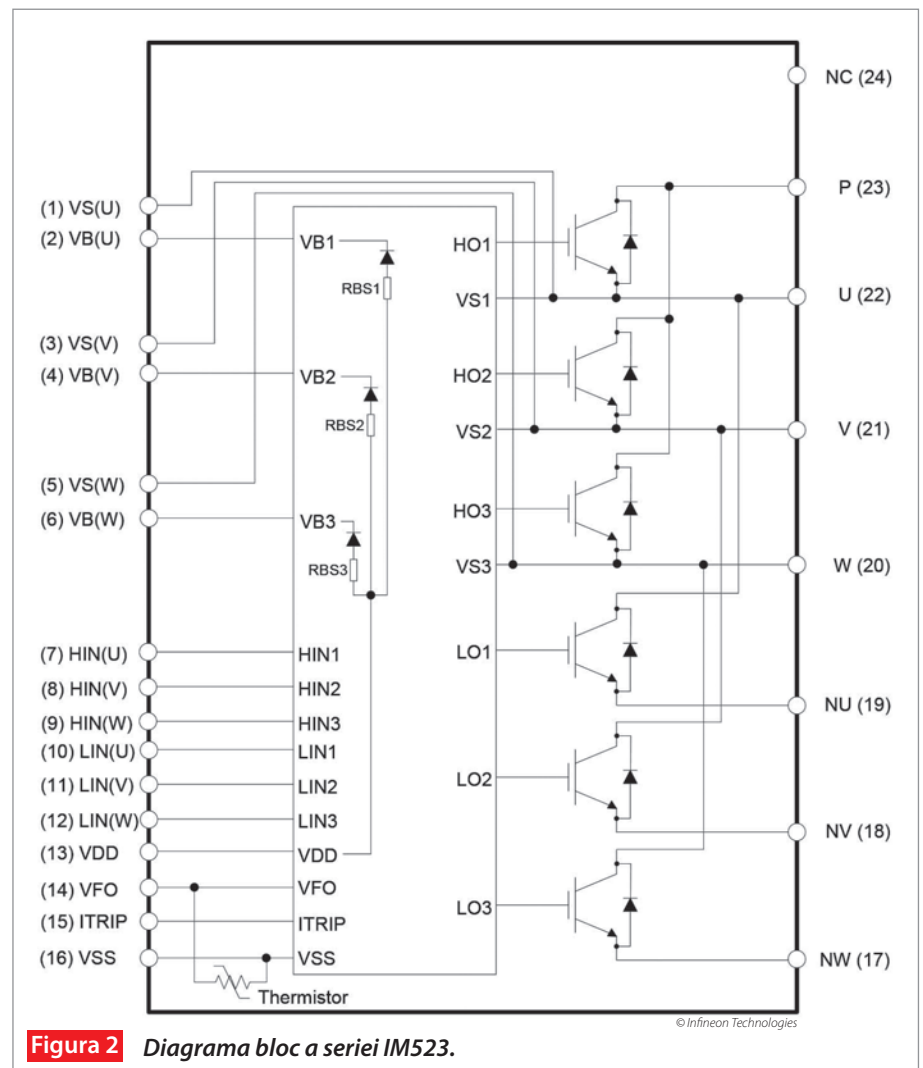 NC (24)
P (23)
(1) VS(U)
(2) VB(U)
VB1
HO1
RBS1
VS1
U (22)
(3) VS(V)
(4) VB(V)
VB2
HO2
RBS2
VS2
V (21)
(5) VS(W)
(6) VB(W)
VB3
HO3
RBS3
VS3
W (20)
(7) HIN(U)
HIN1
LO1
(8) HIN(V)
HIN2
(9) HIN(W)
HIN3
NU (19)
(10) LIN(U)
LIN1
(11) LIN(V)
LIN2
LO2
(12) LIN(W)
LIN3
NV (18)
(13) VDD
VDD
(14) VFO
VFO
LO3
(15) ITRIP
ITRIP
(16) VSS
VSS
NW (17)
Thermistor
© Infineon Technologies
Figura 2 Diagrama bloc a seriei IM523.